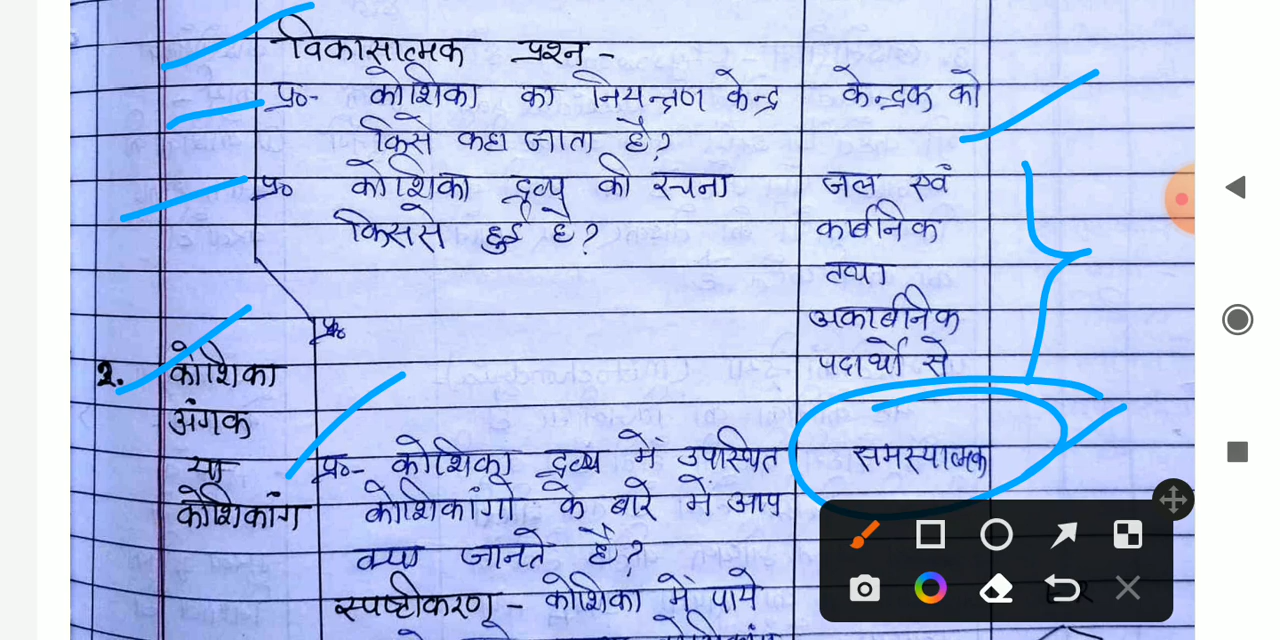 विकासात्मक प्रश्न -
प्र०- कोशिका का नियन्त्रण केन्द्र केन्द्रक को
किसे कहा जाता है?
प्र० कोशिका द्रव्य की रचना जल एवं
किससे हुई है? कार्बनिक
तथा
अकार्बनिक
प्र०
पदार्थो से
2. कोशिका
अंगक
प्र०- कोशिका द्रव्य में उपस्थित समस्यात्मक
या
कोशिकांग कोशिकांगो के बारे में आप
क्या जानते है?
स्पष्टीकरण - कोशिका में पाये